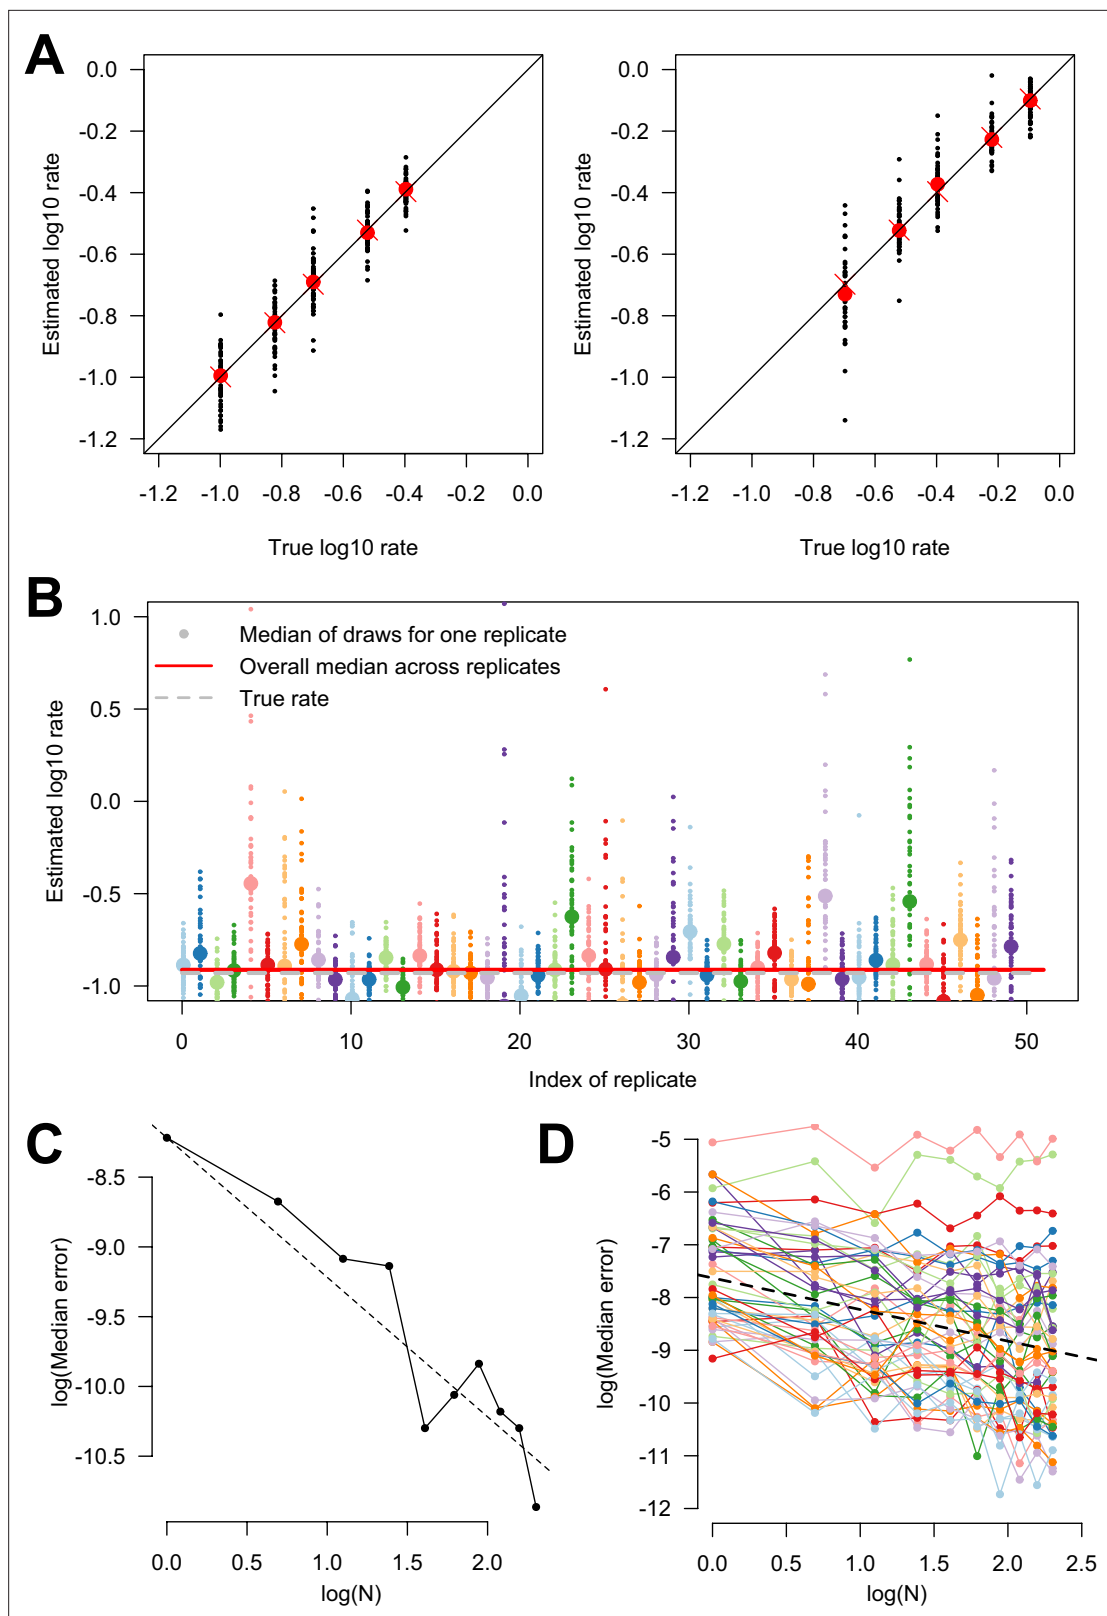 A
0.0
-0.2
-0.4
-0.6
-0.8
-1.0
-1.2
Estimated log10 rate
-1.2 -1.0 -0.8 -0.6 -0.4 -0.2 0.0
True log10 rate
0.0
-0.2
-0.4
-0.6
-0.8
-1.0
-1.2
Estimated log10 rate
-1.2 -1.0 -0.8 -0.6 -0.4 -0.2 0.0
True log10 rate
B
1.0
0.5
0.0
-0.5
-1.0
Estimated log10 rate
Median of draws for one replicate
Overall median across replicates
True rate
0 10 20 30 40 50
Index of replicate
C
-8.5
-9.0
-9.5
-10.0
-10.5
log(Median error)
0.0 0.5 1.0 1.5 2.0
log(N)
D
-5
-6
-7
-8
-9
-10
-11
-12
log(Median error)
0.0 0.5 1.0 1.5 2.0 2.5
log(N)